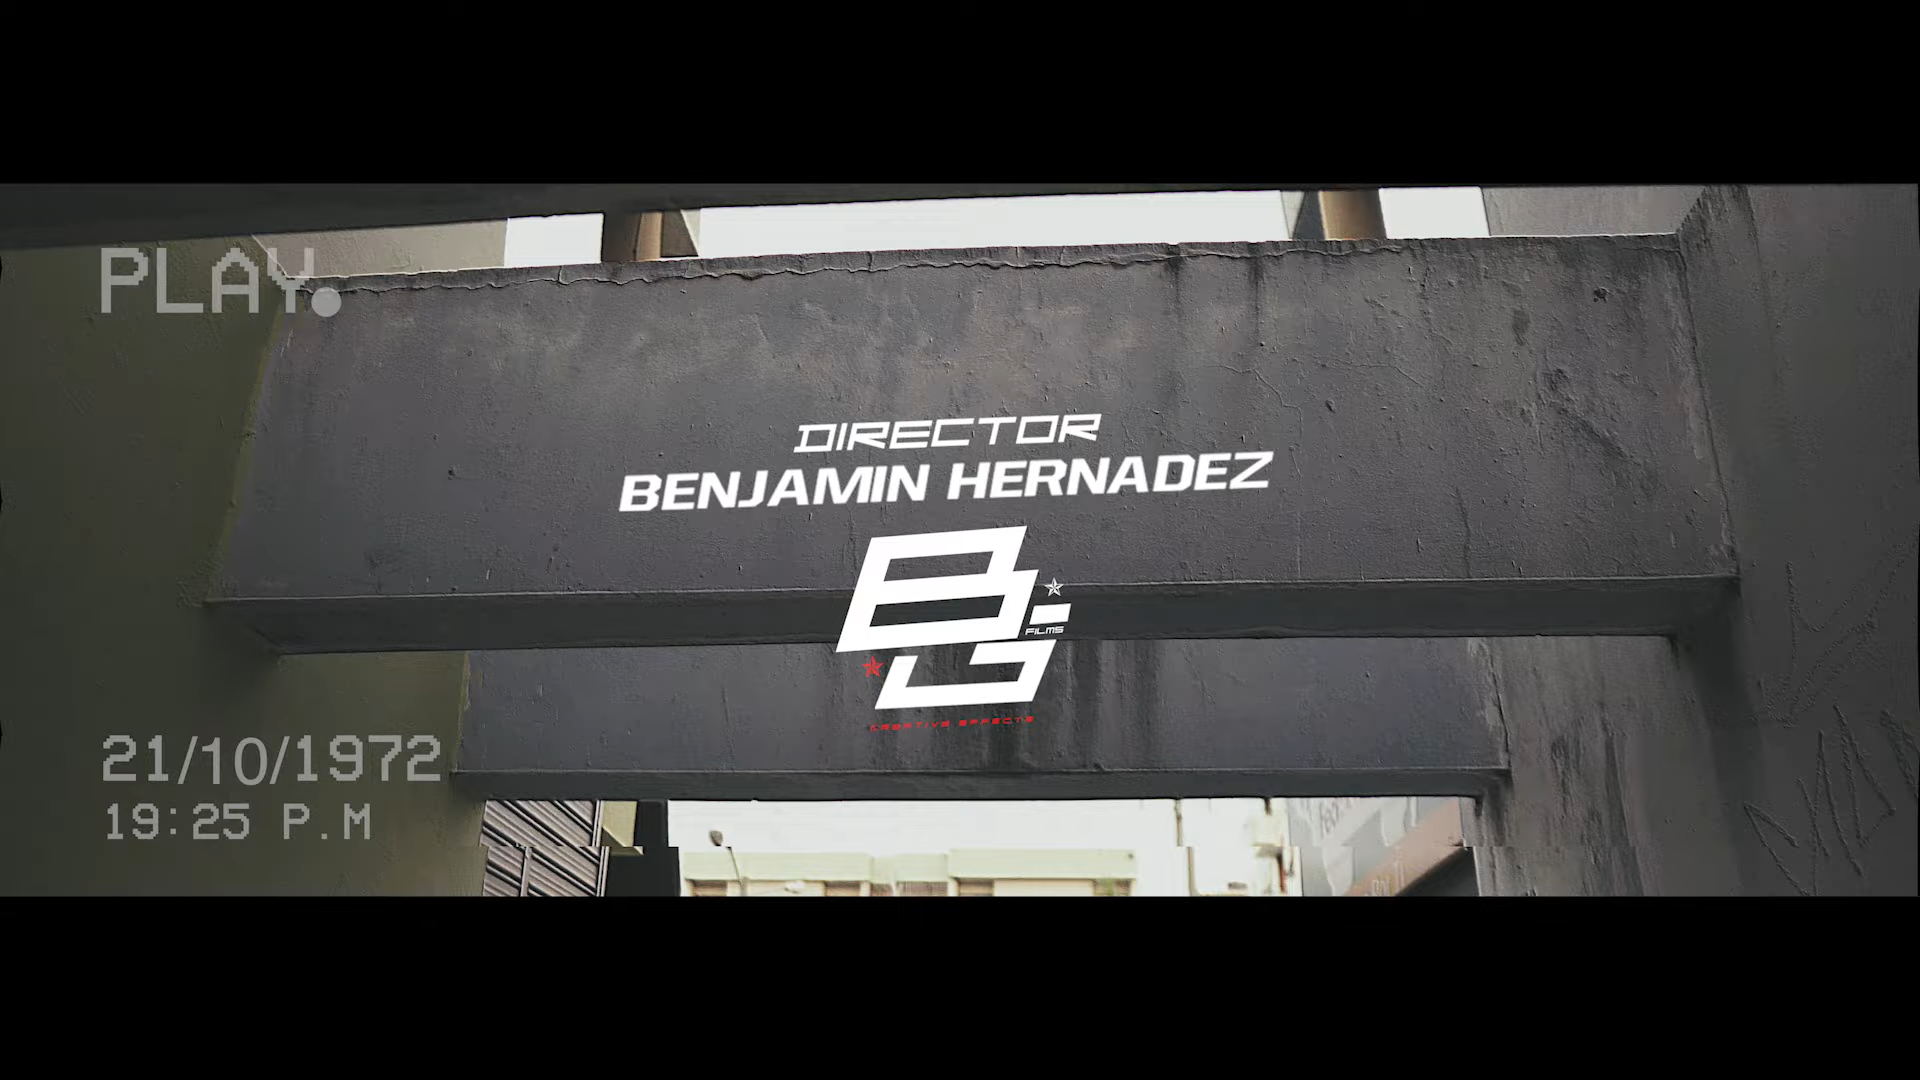 PLAY.
DIRECTOR
BENJAMIN HERNADEZ
FILMS
21/10/1972
19:25 P.M